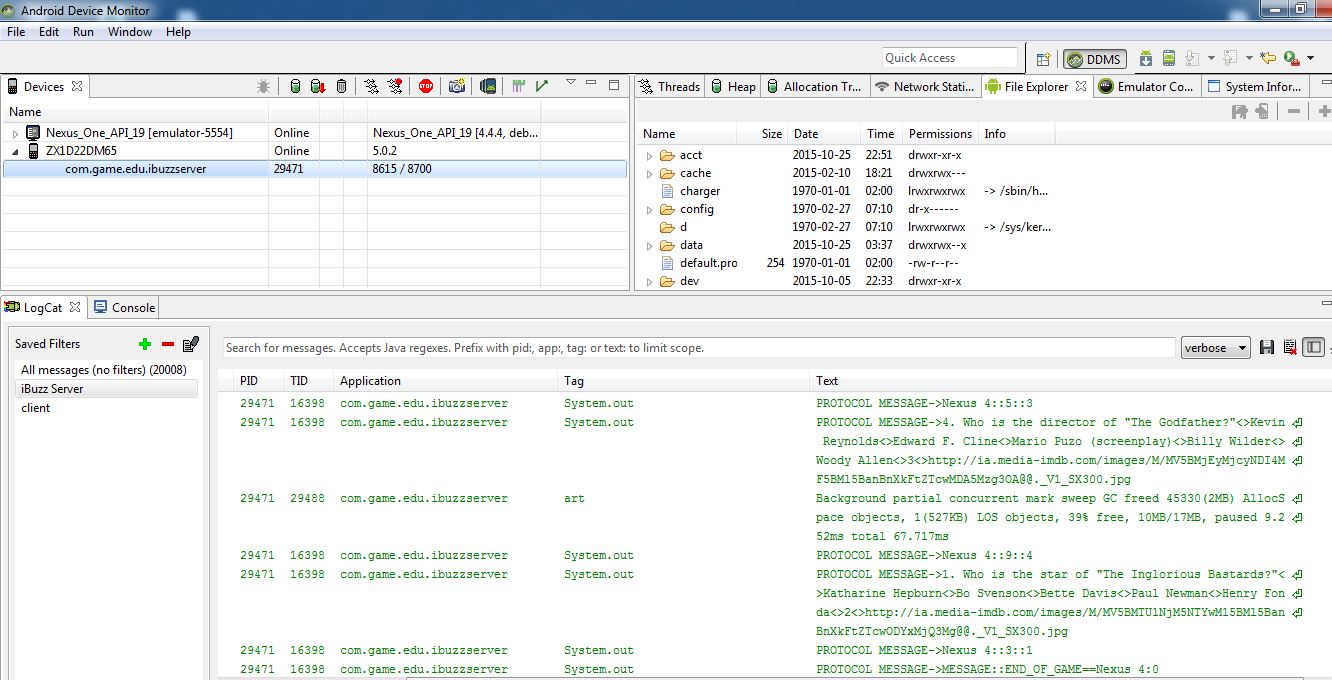 Android Device Monitor
File Edit Run Window Help
Quick Access
DDMS
Devices
Threads Heap Allocation Tr... Network Stati... File Explorer Emulator Co... System Infor...
Name
Nexus_One_API_19 [emulator-5554] Online Nexus_One_API_19 [4.4.4, deb...
ZX1D22DM65 Online 5.0.2
com.game.edu.ibuzzserver 29471 8615 / 8700
Name Size Date Time Permissions Info
acct 2015-10-25 22:51 drwxr-xr-x
cache 2015-02-10 18:21 drwxrwx---
charger 1970-01-01 02:00 lrwxrwxrwx -> /sbin/h...
config 1970-02-27 07:10 dr-x------
d 1970-02-27 07:10 lrwxrwxrwx -> /sys/ker...
data 2015-10-25 03:37 drwxrwx--x
default.pro 254 1970-01-01 02:00 -rw-r--r--
dev 2015-10-05 22:33 drwxr-xr-x
LogCat Console
Saved Filters
All messages (no filters) (20008)
iBuzz Server
client
Search for messages. Accepts Java regexes. Prefix with pid:, app:, tag: or text: to limit scope.
verbose
PID TID Application Tag Text
29471 16398 com.game.edu.ibuzzserver System.out PROTOCOL MESSAGE->Nexus 4::5::3
29471 16398 com.game.edu.ibuzzserver System.out PROTOCOL MESSAGE->4. Who is the director of "The Godfather?"<>Kevin
Reynolds<>Edward F. Cline<>Mario Puzo (screenplay)<>Billy Wilder<>
Woody Allen<>3<>http://ia.media-imdb.com/images/M/MV5BMjEyMjcyNDI4M
F5BMl5BanBnXkFtZTcwMDA5Mzg3OA@@._V1_SX300.jpg
29471 29488 com.game.edu.ibuzzserver art Background partial concurrent mark sweep GC freed 45330(2MB) AllocS
pace objects, 1(527KB) LOS objects, 39% free, 10MB/17MB, paused 9.2
52ms total 67.717ms
29471 16398 com.game.edu.ibuzzserver System.out PROTOCOL MESSAGE->Nexus 4::9::4
29471 16398 com.game.edu.ibuzzserver System.out PROTOCOL MESSAGE->1. Who is the star of "The Inglorious Bastards?"<
>Katharine Hepburn<>Bo Svenson<>Bette Davis<>Paul Newman<>Henry Fon
da<>2<>http://ia.media-imdb.com/images/M/MV5BMTU1NjM5NTYwM15BMl5Ban
BnXkFtZTcwODYxMjQ3Mg@@._V1_SX300.jpg
29471 16398 com.game.edu.ibuzzserver System.out PROTOCOL MESSAGE->Nexus 4::3::1
29471 16398 com.game.edu.ibuzzserver System.out PROTOCOL MESSAGE->MESSAGE::END_OF_GAME==Nexus 4:0